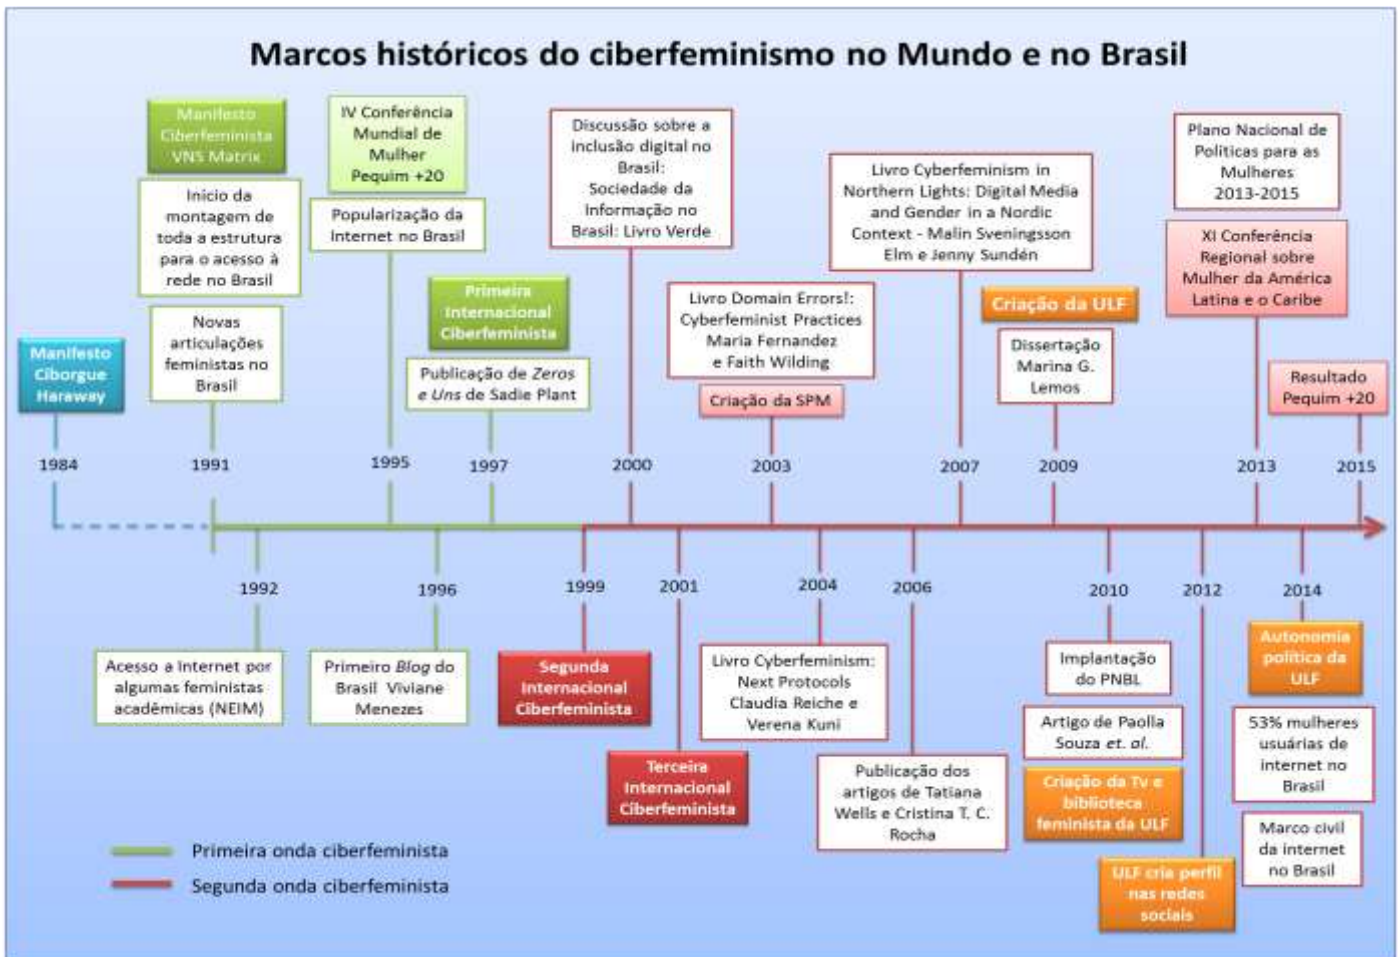 Marcos históricos do ciberfeminismo no Mundo e no Brasil
Manifesto
Ciberfeminista
VNS Matrix
Inicio da
montagem de
toda a estrutura
para o acesso à
rede no Brasil
Novas
articulações
feministas no
Brasil
IV Conferência
Mundial de
Mulher
Pequim +20
Popularização da
Internet no Brasil
Primeira
Internacional
Ciberfeminista
Publicação de Zeros
e Uns de Sadie Plant
Discussão sobre a
inclusão digital no
Brasil:
Sociedade da
Informação no
Brasil: Livro Verde
Livro Domain Errors!:
Cyberfeminist Practices
Maria Fernandez
e Faith Wilding
Criação da SPM
Livro Cyberfeminism in
Northern Lights: Digital Media
and Gender in a Nordic
Context - Malin Sveningsson
Elm e Jenny Sundén
Criação da ULF
Dissertação
Marina G.
Lemos
Plano Nacional de
Políticas para as
Mulheres
2013-2015
XI Conferência
Regional sobre
Mulher da América
Latina e o Caribe
Resultado
Pequim +20
Manifesto
Ciborgue
Haraway
1984
1991
1995
1997
2000
2003
2007
2009
2013
2015
1992
1996
1999
2001
2004
2006
2010
2012
2014
Acesso a Internet por
algumas feministas
acadêmicas (NEIM)
Primeiro Blog do
Brasil Viviane
Menezes
Segunda
Internacional
Ciberfeminista
Terceira
Internacional
Ciberfeminista
Livro Cyberfeminism:
Next Protocols
Claudia Reiche e
Verena Kuni
Publicação dos
artigos de Tatiana
Wells e Cristina T. C.
Rocha
Implantação
do PNBL
Artigo de Paolla
Souza et. al.
Criação da Tv e
biblioteca
feminista da ULF
ULF cria perfil
nas redes
sociais
Autonomia
política da
ULF
53% mulheres
usuárias de
internet no
Brasil
Marco civil
da internet
no Brasil
Primeira onda ciberfeminista
Segunda onda ciberfeminista